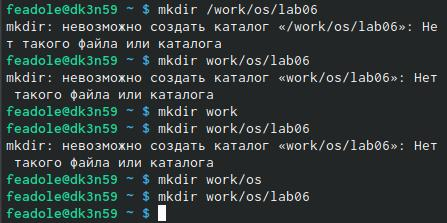 feadole@dk3n59 ~ $ mkdir /work/os/lab06
mkdir: невозможно создать каталог «/work/os/lab06»: Не
т такого файла или каталога
feadole@dk3n59 ~ $ mkdir work/os/lab06
mkdir: невозможно создать каталог «work/os/lab06»: Нет
 такого файла или каталога
feadole@dk3n59 ~ $ mkdir work
feadole@dk3n59 ~ $ mkdir work/os/lab06
mkdir: невозможно создать каталог «work/os/lab06»: Нет
 такого файла или каталога
feadole@dk3n59 ~ $ mkdir work/os
feadole@dk3n59 ~ $ mkdir work/os/lab06
feadole@dk3n59 ~ $